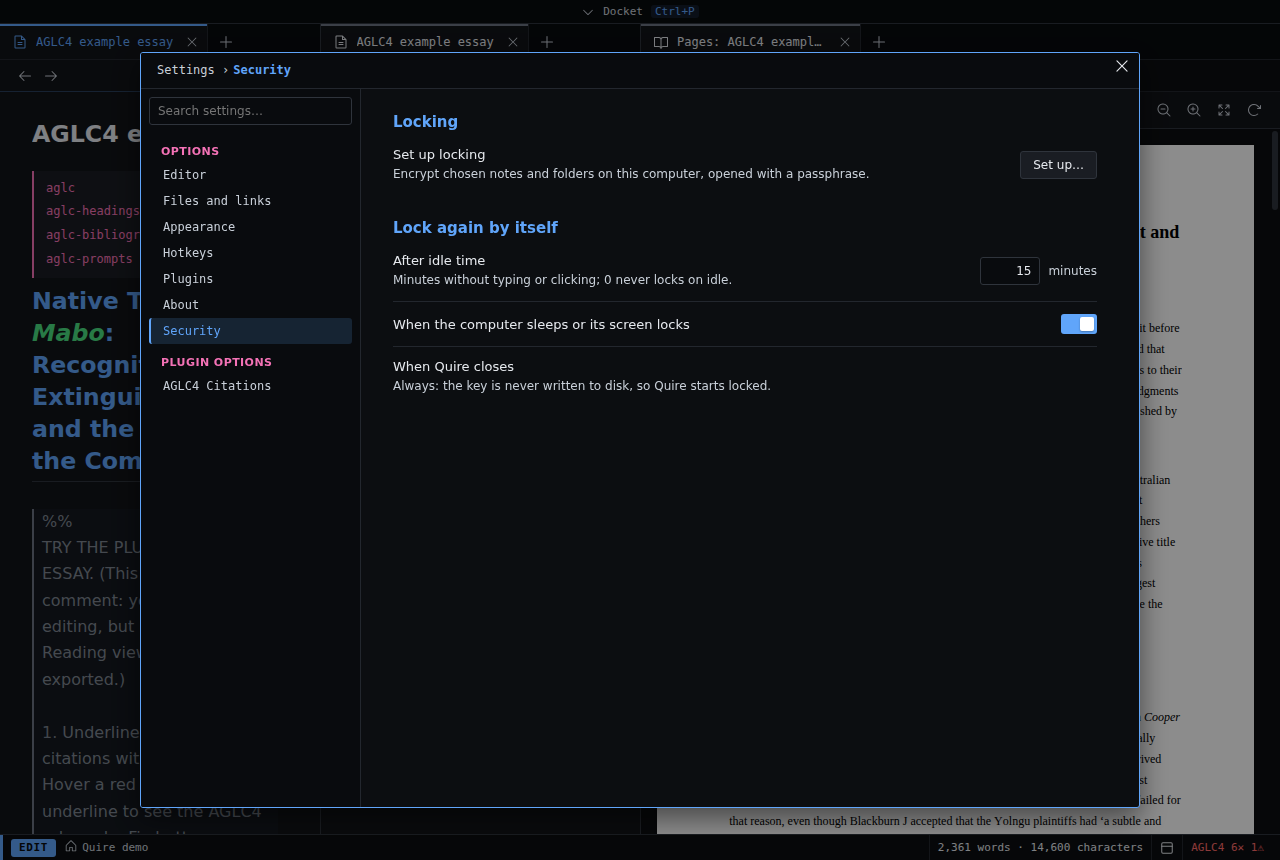 Docket Ctrl+P
AGLC4 example essay
AGLC4 example essay
Pages: AGLC4 exampl…
Settings › Security
Search settings…
OPTIONS
Editor
Files and links
Appearance
Hotkeys
Plugins
About
Security
PLUGIN OPTIONS
AGLC4 Citations
Locking
Set up locking
Encrypt chosen notes and folders on this computer, opened with a passphrase.
Set up…
Lock again by itself
After idle time
Minutes without typing or clicking; 0 never locks on idle.
15 minutes
When the computer sleeps or its screen locks
When Quire closes
Always: the key is never written to disk, so Quire starts locked.
AGLC4 e
aglc
aglc-headings
aglc-bibliogr
aglc-prompts
Native T
Mabo:
Recogni
Extingui
and the
the Com
%%
TRY THE PLU
ESSAY. (This
comment: y
editing, but
Reading view
exported.)
1. Underline
citations wit
Hover a red
underline to see the AGLC4
t and
it before
d that
s to their
dgments
shed by
tralian
t
hers
ive title
s
gest
e the
Cooper
ally
rived
st
ailed for
that reason, even though Blackburn J accepted that the Yolngu plaintiffs had ‘a subtle and
EDIT Quire demo
2,361 words · 14,600 characters
AGLC4 6× 1⚠